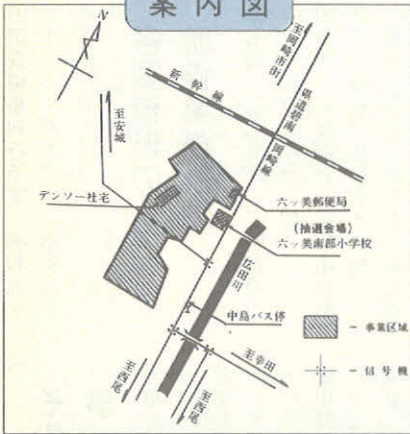 案内図
N
至岡崎市街
新幹線
県道碧南
岡崎線
至安城
デンソー社宅
六ッ美郵便局
(抽選会場)
六ッ美南部小学校
広田川
中島バス停
- 事業区域
- 信号機
至幸田
至西尾
至西尾